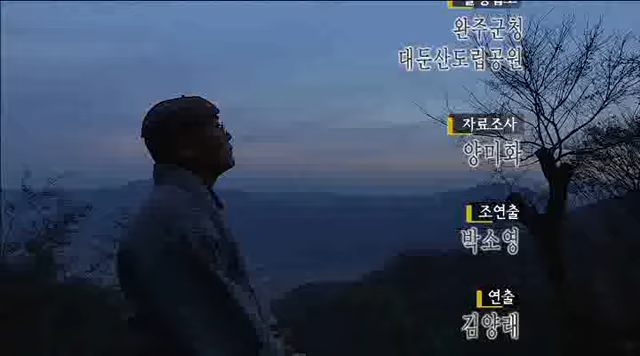 완주군청
대둔산도립공원
자료조사
양미화
조연출
박소영
연출
김양래